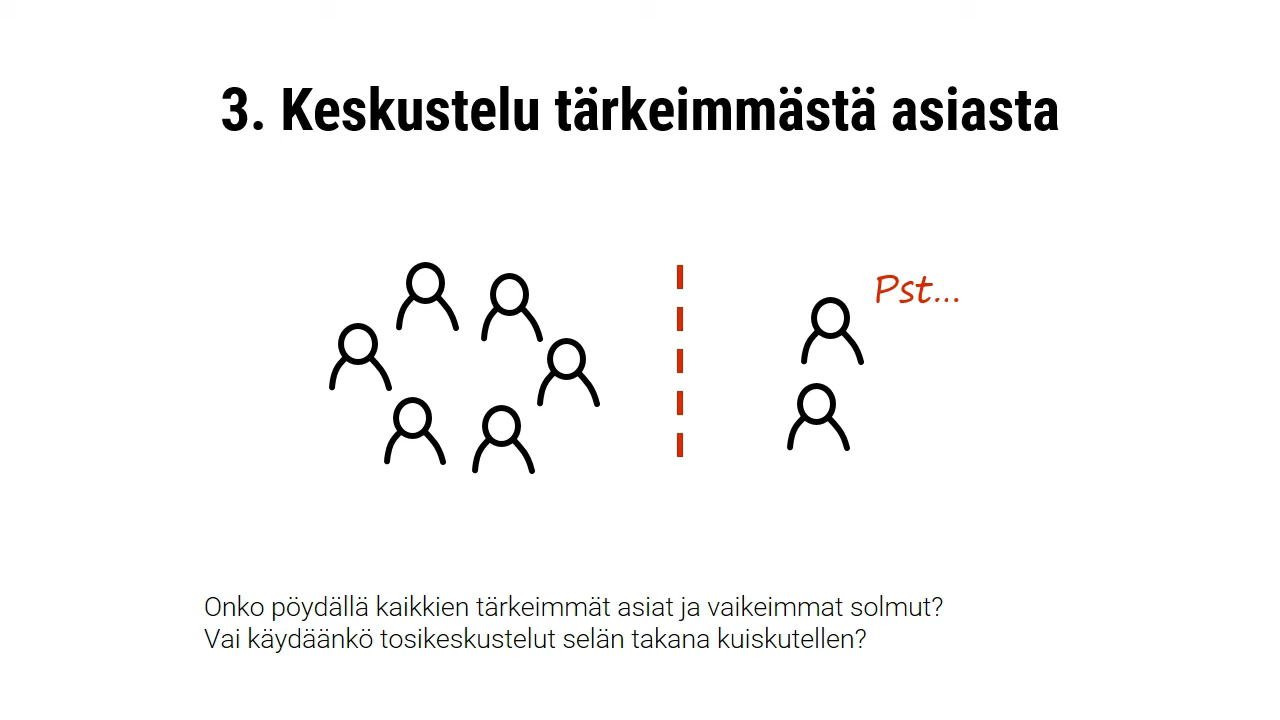 3. Keskustelu tärkeimmästä asiasta
Pst...
Onko pöydällä kaikkien tärkeimmät asiat ja vaikeimmat solmut?
Vai käydäänkö tosikeskustelut selän takana kuiskutellen?